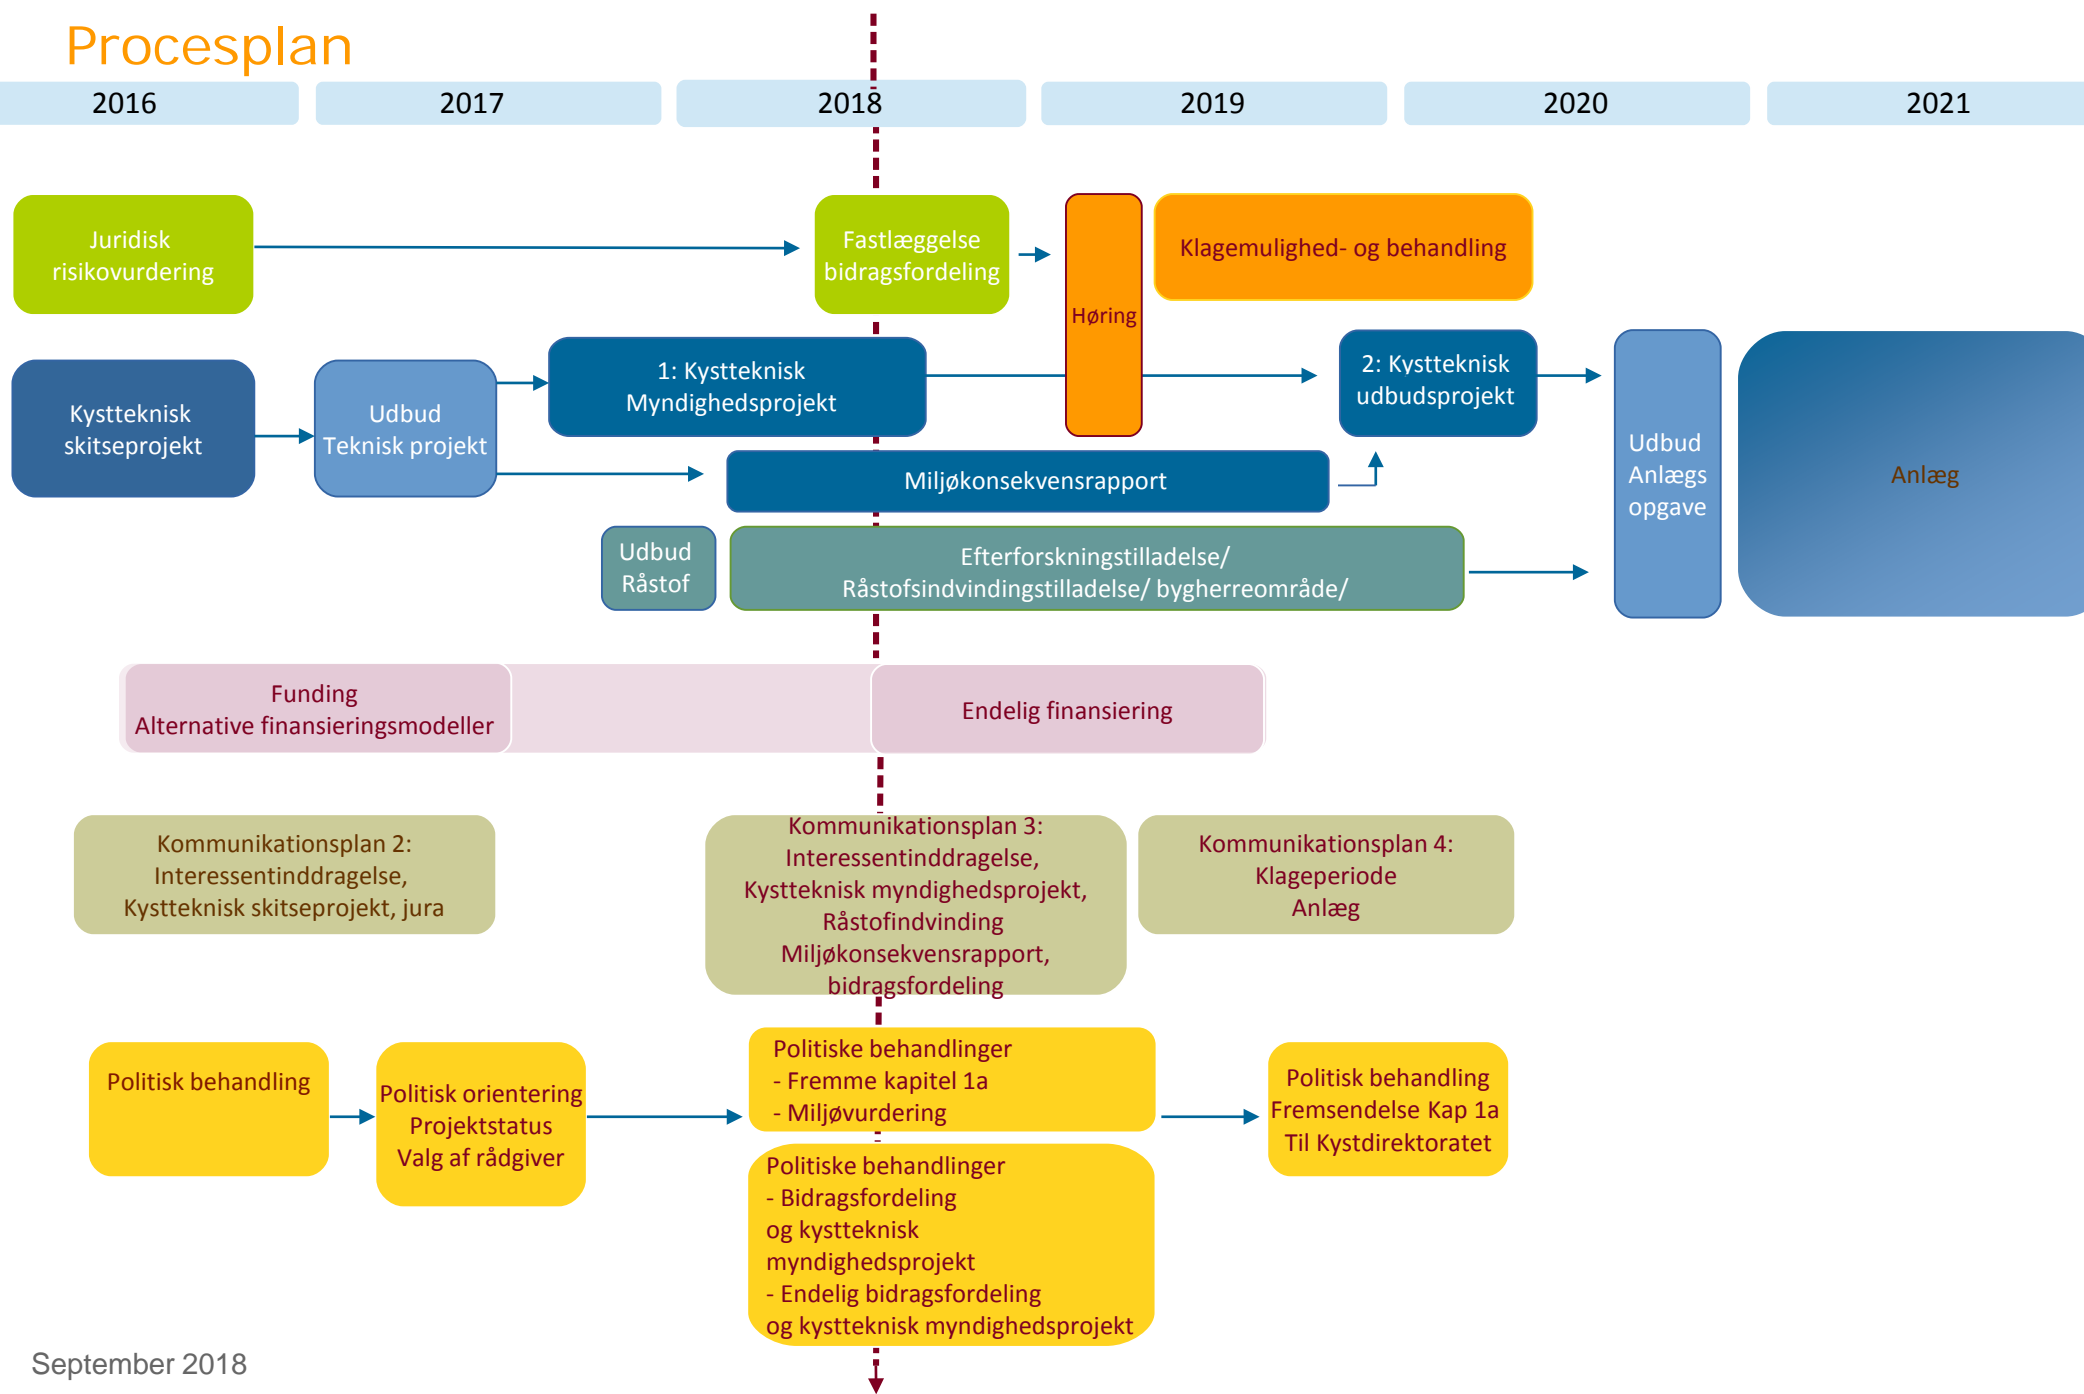 Procesplan
2016
2017
2018
2019
2020
2021
Juridisk
risikovurdering
Fastlæggelse
bidragsfordeling
Høring
Klagemulighed- og behandling
Kystteknisk
skitseprojekt
Udbud
Teknisk projekt
1: Kystteknisk
Myndighedsprojekt
2: Kystteknisk
udbudsprojekt
Miljøkonsekvensrapport
Udbud
Råstof
Efterforskningstilladelse/
Råstofsindvindingstilladelse/ bygherreområde/
Udbud
Anlægs
opgave
Anlæg
Funding
Alternative finansieringsmodeller
Endelig finansiering
Kommunikationsplan 2:
Interessentinddragelse,
Kystteknisk skitseprojekt, jura
Kommunikationsplan 3:
Interessentinddragelse,
Kystteknisk myndighedsprojekt,
Råstofindvinding
Miljøkonsekvensrapport,
bidragsfordeling
Kommunikationsplan 4:
Klageperiode
Anlæg
Politisk behandling
Politisk orientering
Projektstatus
Valg af rådgiver
Politiske behandlinger
- Fremme kapitel 1a
- Miljøvurdering
Politiske behandlinger
- Bidragsfordeling
og kystteknisk
myndighedsprojekt
- Endelig bidragsfordeling
og kystteknisk myndighedsprojekt
Politisk behandling
Fremsendelse Kap 1a
Til Kystdirektoratet
September 2018